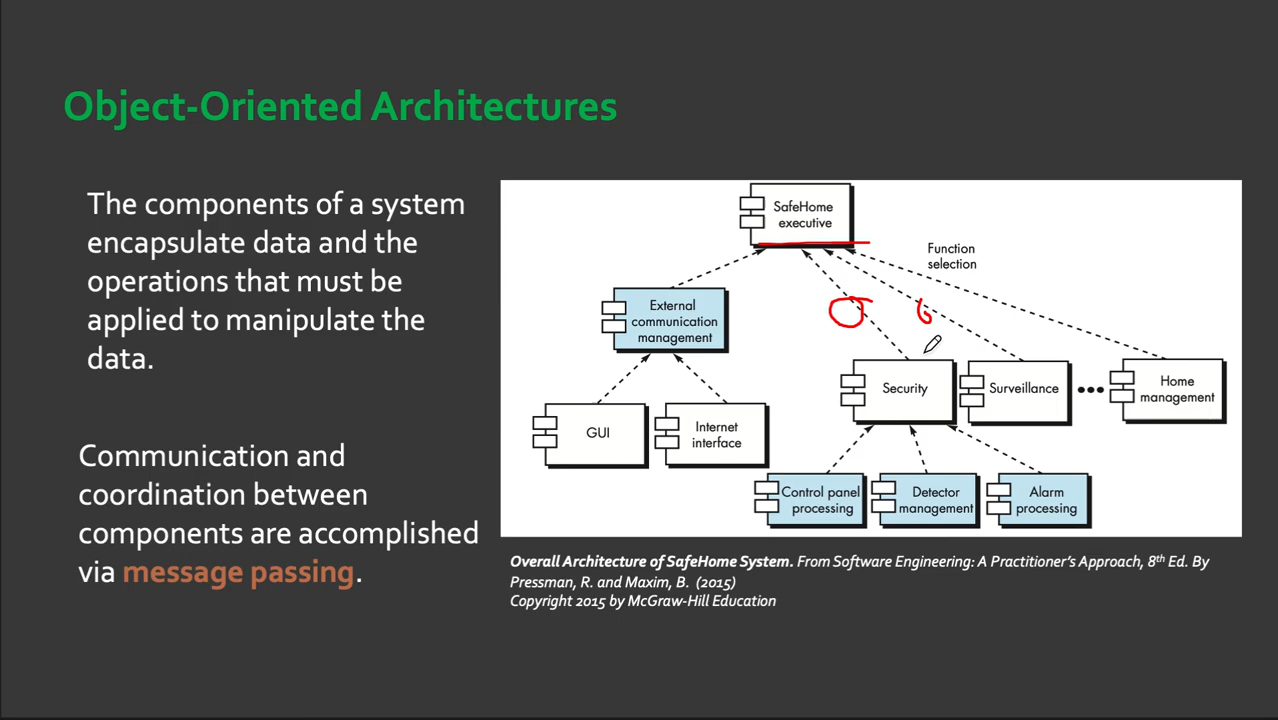 Object-Oriented Architectures
The components of a system
encapsulate data and the
operations that must be
applied to manipulate the
data.
Communication and
coordination between
components are accomplished
via message passing.
SafeHome
executive
Function
selection
External
communication
management
Security
Surveillance
Home
management
GUI
Internet
interface
Control panel
processing
Detector
management
Alarm
processing
Overall Architecture of SafeHome System. From Software Engineering: A Practitioner's Approach, 8th Ed. By
Pressman, R. and Maxim, B. (2015)
Copyright 2015 by McGraw-Hill Education